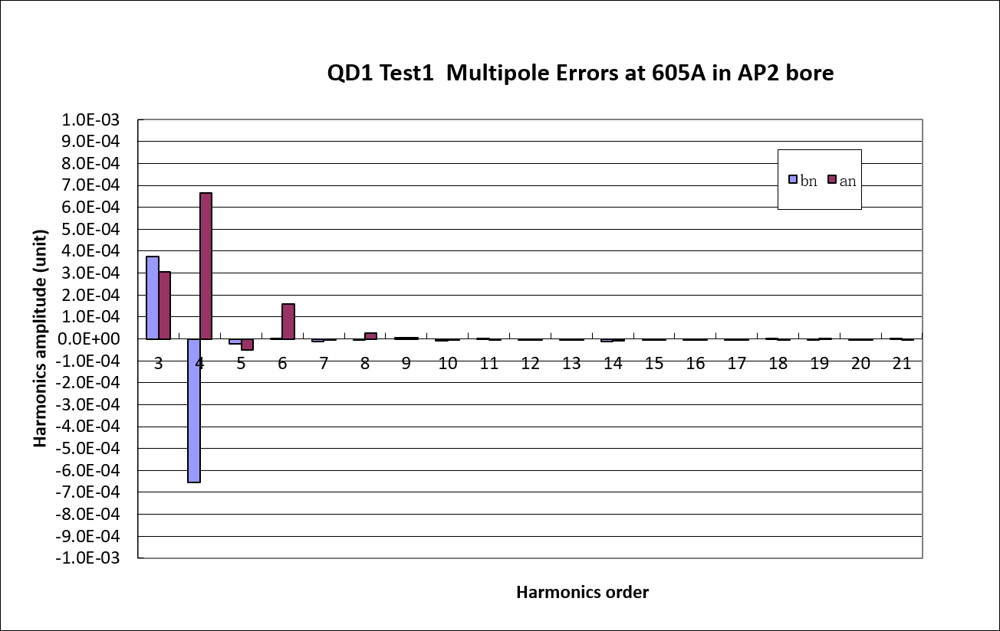 QD1 Test1  Multipole Errors at 605A in AP2 bore
1.0E-03
9.0E-04
8.0E-04
7.0E-04
6.0E-04
5.0E-04
4.0E-04
3.0E-04
2.0E-04
1.0E-04
0.0E+00
-1.0E-04
-2.0E-04
-3.0E-04
-4.0E-04
-5.0E-04
-6.0E-04
-7.0E-04
-8.0E-04
-9.0E-04
-1.0E-03
Harmonics amplitude (unit)
bn an
3 4 5 6 7 8 9 10 11 12 13 14 15 16 17 18 19 20 21
Harmonics order